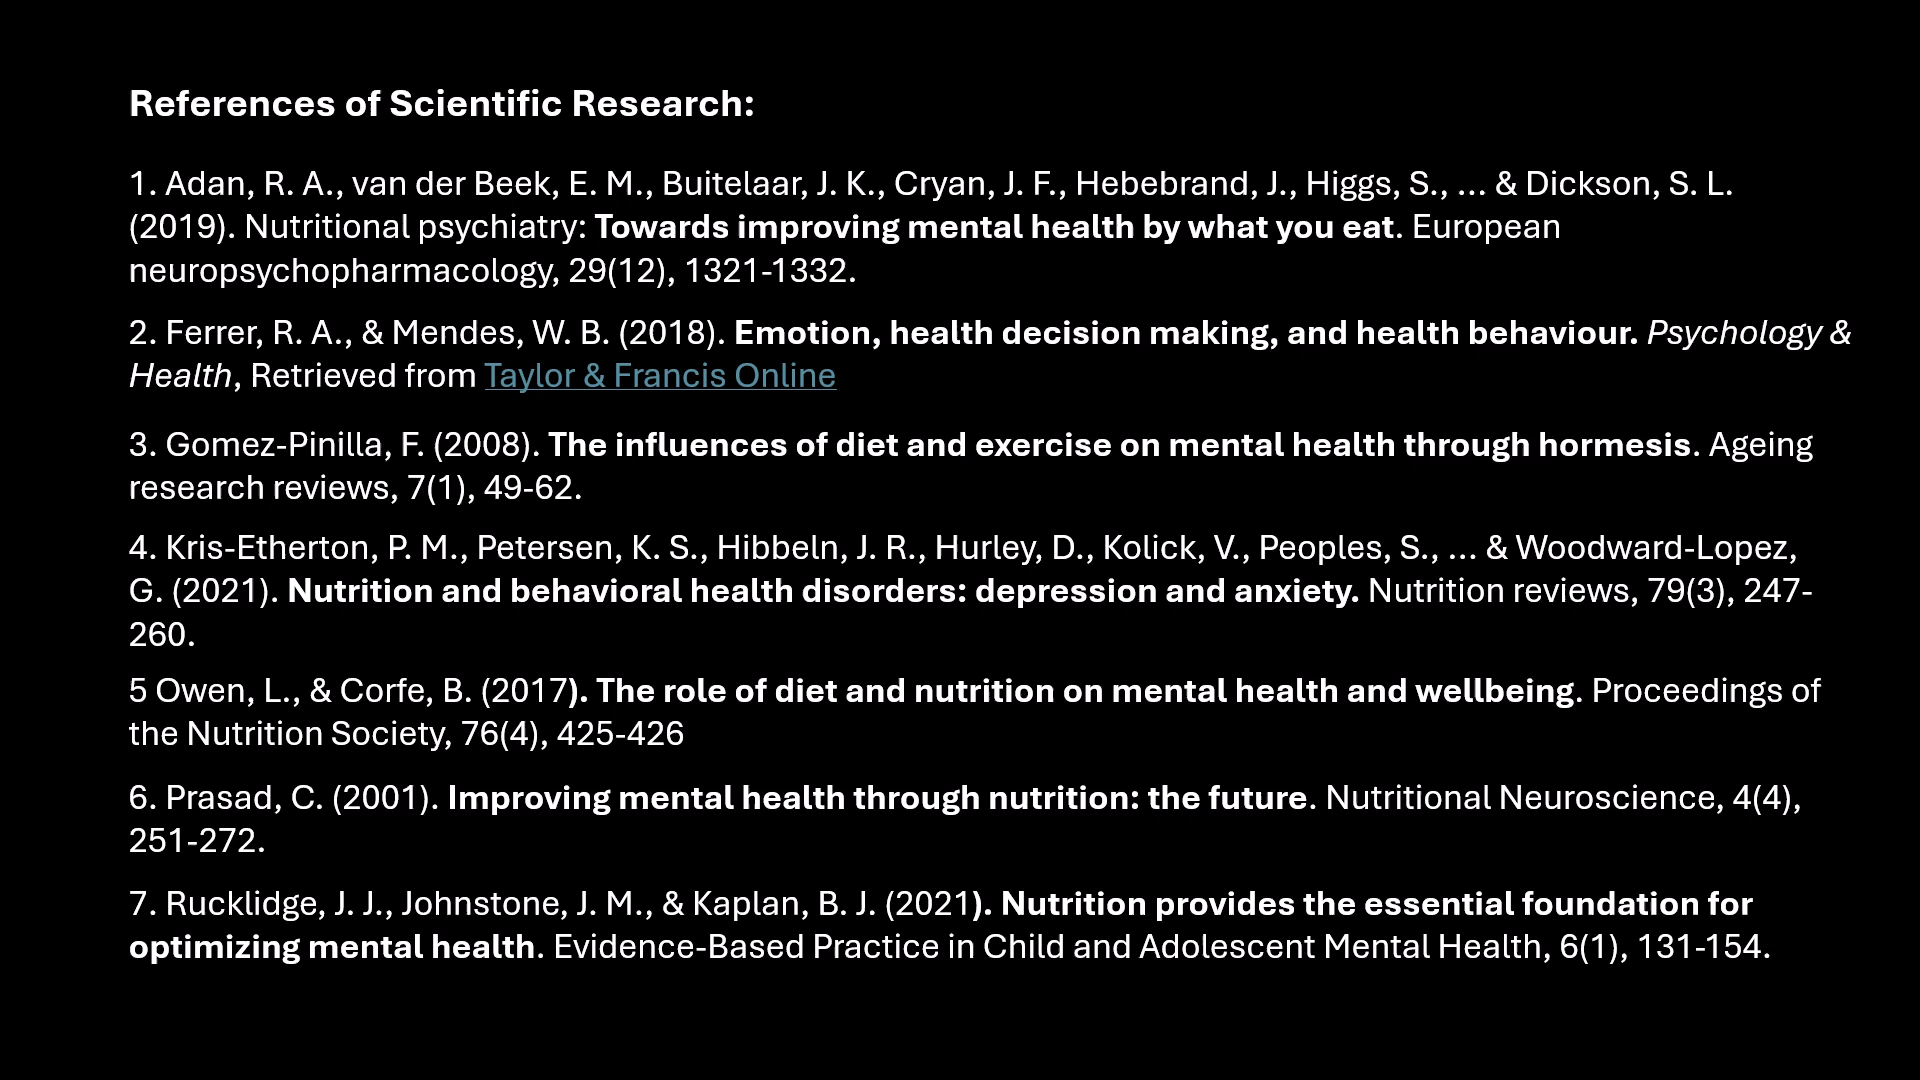 References of Scientific Research:
1. Adan, R. A., van der Beek, E. M., Buitelaar, J. K., Cryan, J. F., Hebebrand, J., Higgs, S., ... & Dickson, S. L.
(2019). Nutritional psychiatry: Towards improving mental health by what you eat. European
neuropsychopharmacology, 29(12), 1321-1332.
2. Ferrer, R. A., & Mendes, W. B. (2018). Emotion, health decision making, and health behaviour. Psychology &
Health, Retrieved from Taylor & Francis Online
3. Gomez-Pinilla, F. (2008). The influences of diet and exercise on mental health through hormesis. Ageing
research reviews, 7(1), 49-62.
4. Kris-Etherton, P. M., Petersen, K. S., Hibbeln, J. R., Hurley, D., Kolick, V., Peoples, S., ... & Woodward-Lopez,
G. (2021). Nutrition and behavioral health disorders: depression and anxiety. Nutrition reviews, 79(3), 247-
260.
5 Owen, L., & Corfe, B. (2017). The role of diet and nutrition on mental health and wellbeing. Proceedings of
the Nutrition Society, 76(4), 425-426
6. Prasad, C. (2001). Improving mental health through nutrition: the future. Nutritional Neuroscience, 4(4),
251-272.
7. Rucklidge, J. J., Johnstone, J. M., & Kaplan, B. J. (2021). Nutrition provides the essential foundation for
optimizing mental health. Evidence-Based Practice in Child and Adolescent Mental Health, 6(1), 131-154.